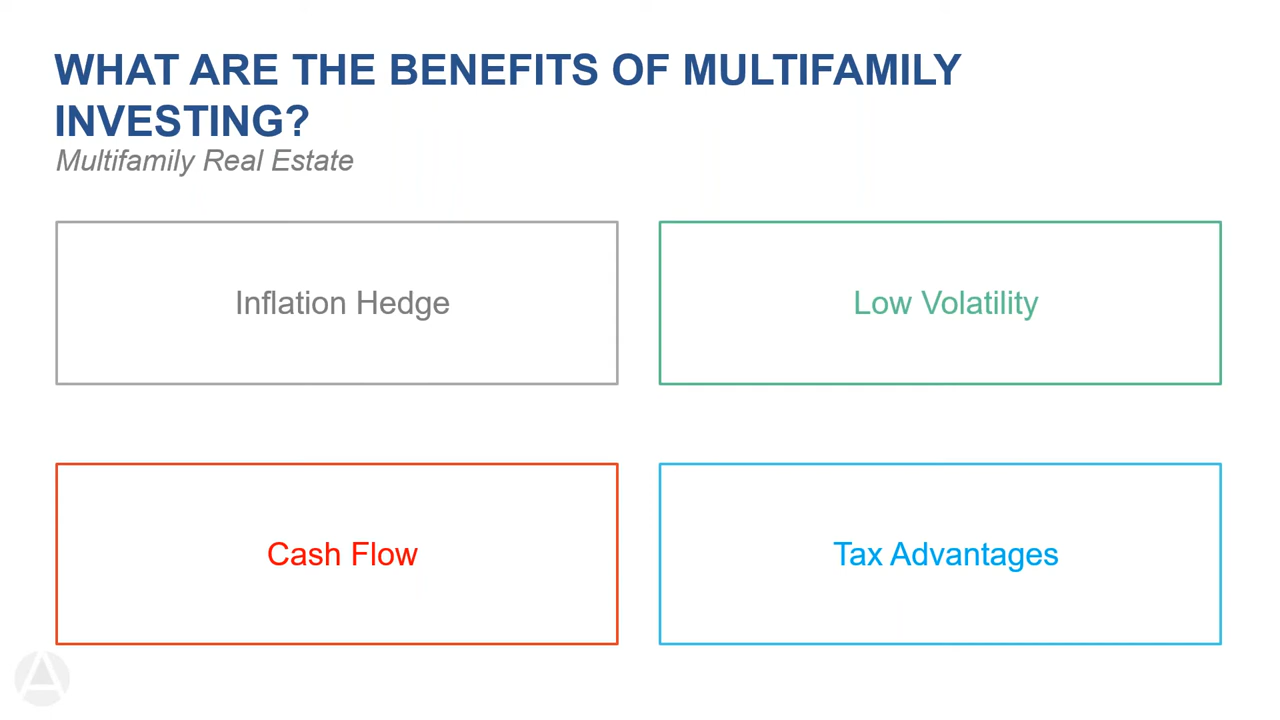 WHAT ARE THE BENEFITS OF MULTIFAMILY
INVESTING?
Multifamily Real Estate
Inflation Hedge
Low Volatility
Cash Flow
Tax Advantages